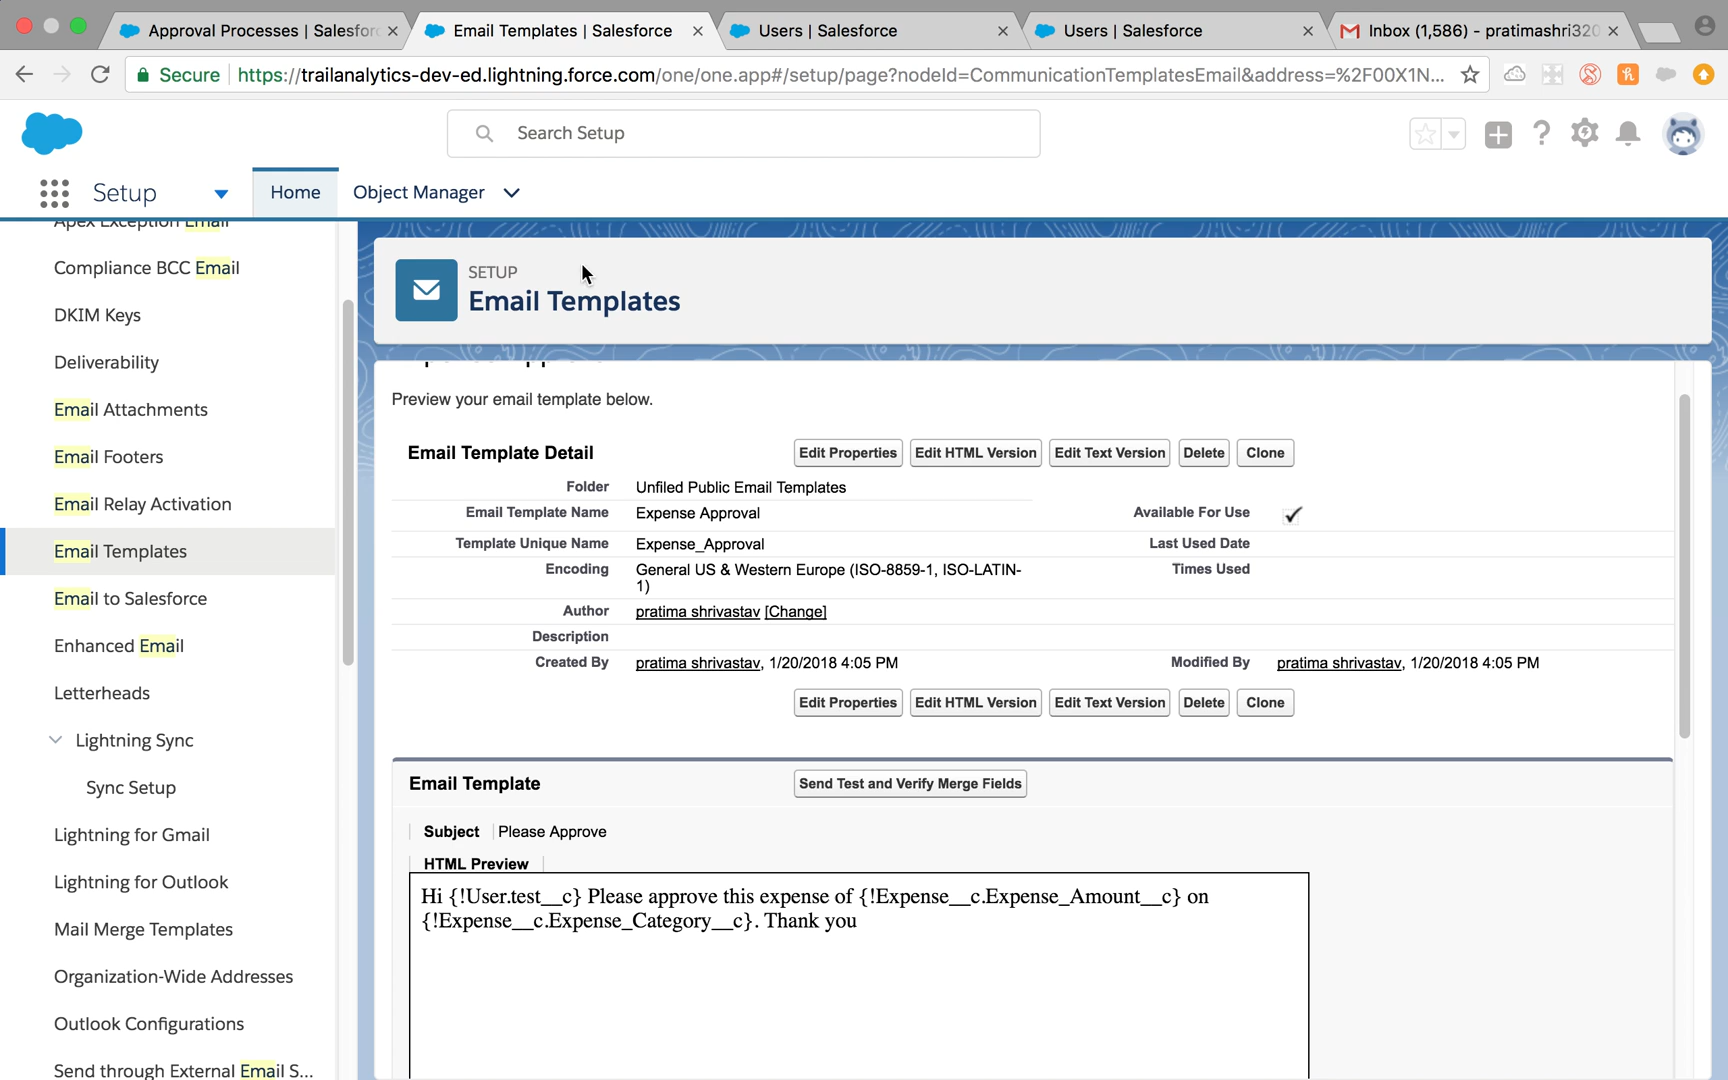 Approval Processes | Salesforc
Email Templates | Salesforce
Users | Salesforce
Users | Salesforce
Inbox (1,586) - pratimashri320
Secure
https://trailanalytics-dev-ed.lightning.force.com/one/one.app#/setup/page?nodeId=CommunicationTemplatesEmail&address=%2F00X1N...
Search Setup
Setup
Home
Object Manager
Apex Exception Email
Compliance BCC Email
DKIM Keys
Deliverability
Email Attachments
Email Footers
Email Relay Activation
Email Templates
Email to Salesforce
Enhanced Email
Letterheads
Lightning Sync
Sync Setup
Lightning for Gmail
Lightning for Outlook
Mail Merge Templates
Organization-Wide Addresses
Outlook Configurations
Send through External Email S...
SETUP
Email Templates
Preview your email template below.
Email Template Detail
Edit Properties
Edit HTML Version
Edit Text Version
Delete
Clone
Folder Unfiled Public Email Templates
Email Template Name Expense Approval
Available For Use
Template Unique Name Expense_Approval
Last Used Date
Encoding General US & Western Europe (ISO-8859-1, ISO-LATIN-
1)
Times Used
Author pratima shrivastav [Change]
Description
Created By pratima shrivastav, 1/20/2018 4:05 PM
Modified By pratima shrivastav, 1/20/2018 4:05 PM
Edit Properties
Edit HTML Version
Edit Text Version
Delete
Clone
Email Template
Send Test and Verify Merge Fields
Subject Please Approve
HTML Preview
Hi {!User.test__c} Please approve this expense of {!Expense__c.Expense_Amount__c} on
{!Expense__c.Expense_Category__c}. Thank you